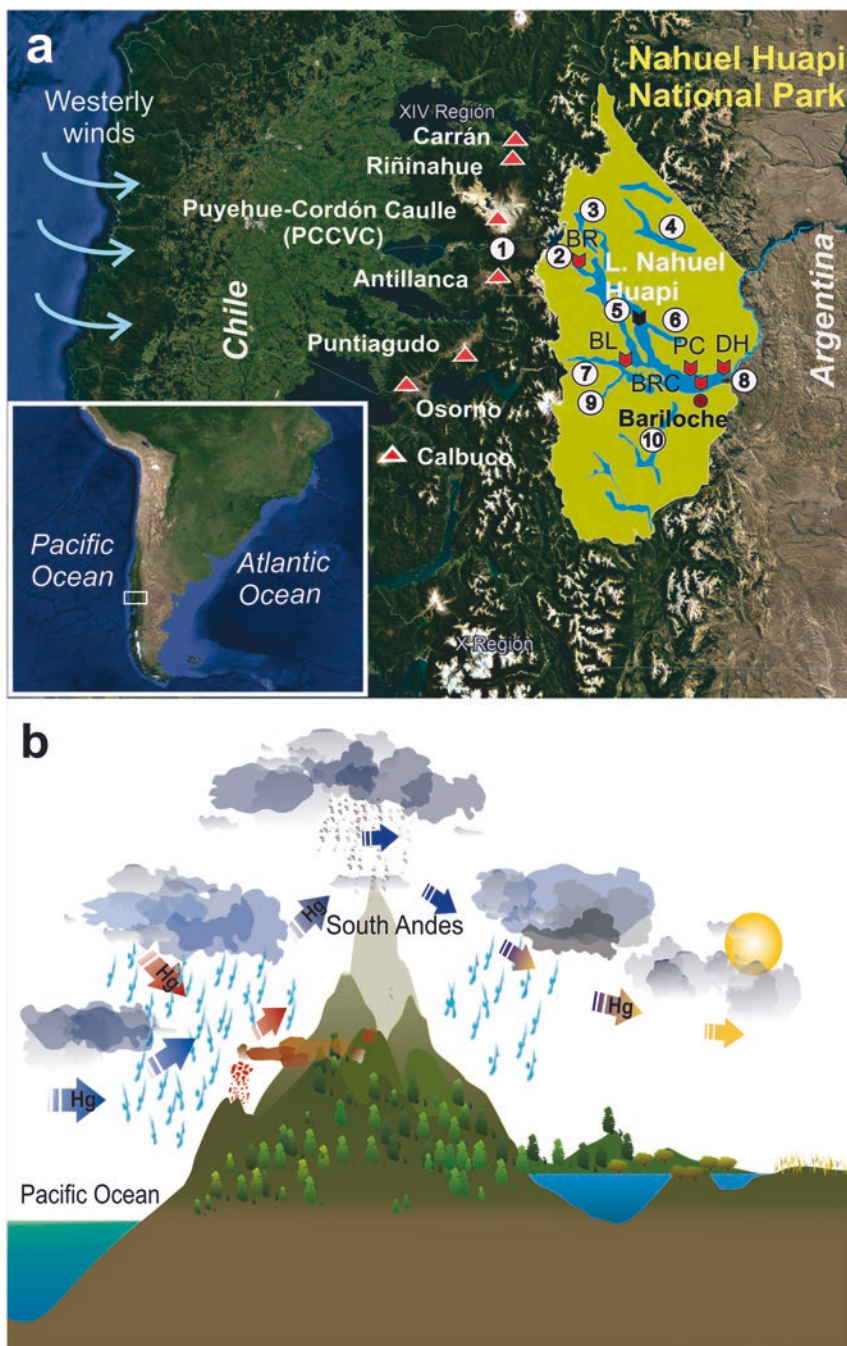 a
Nahuel Huapi
National Park
Westerly
winds
XIV Región
Carrán
Riñinahue
Puyehue-Cordón Caulle
(PCCVC)
1
Antillanca
Puntiagudo
Osorno
Calbuco
Chile
3
4
BR
2
L. Nahuel
Huapi
5
6
BL
PC
DH
7
BRC
8
9
Bariloche
10
Argentina
Pacific
Ocean
Atlantic
Ocean
X Región
b
Hg
South Andes
Hg
Hg
Hg
Pacific Ocean